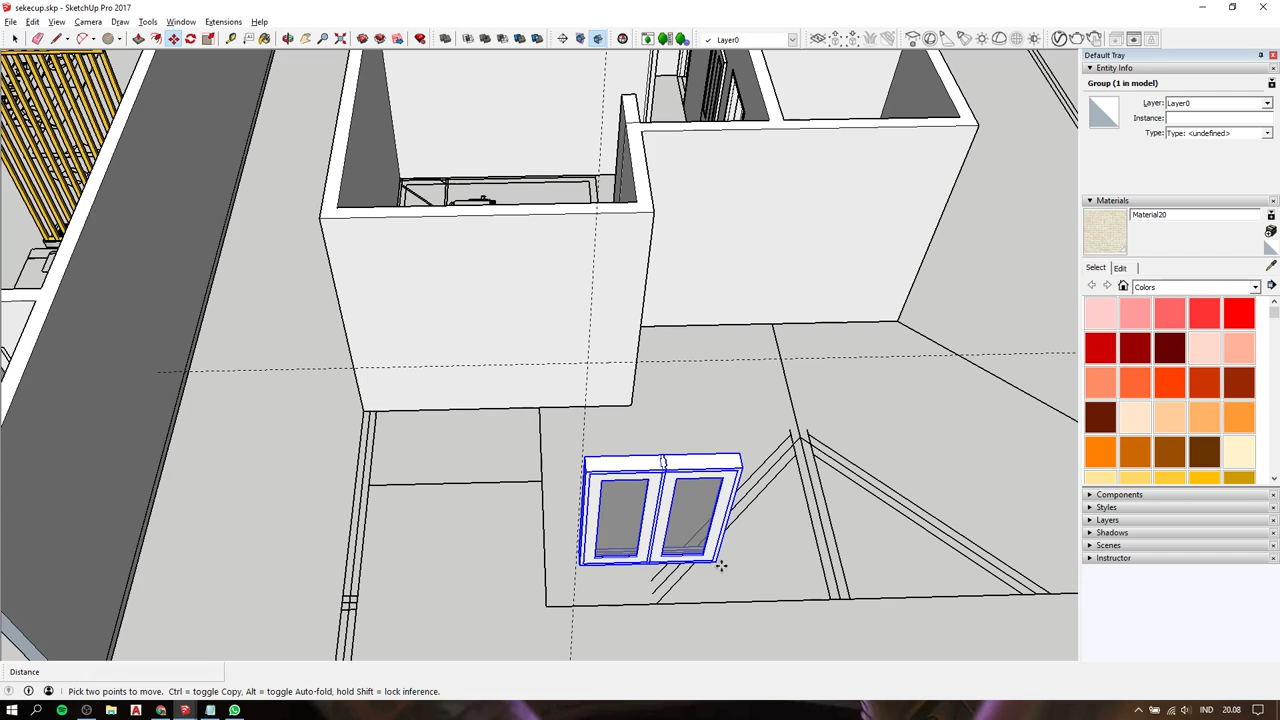 sekecup.skp - SketchUp Pro 2017
File Edit View Camera Draw Tools Window Extensions Help
Layer0
Default Tray
Entity Info
Group (1 in model)
Layer: Layer0
Instance:
Type: Type: <undefined>
Materials
Material20
Select Edit
Colors
Components
Styles
Layers
Shadows
Scenes
Instructor
Distance
Pick two points to move. Ctrl = toggle Copy, Alt = toggle Auto-fold, hold Shift = lock inference.
IND 20.08